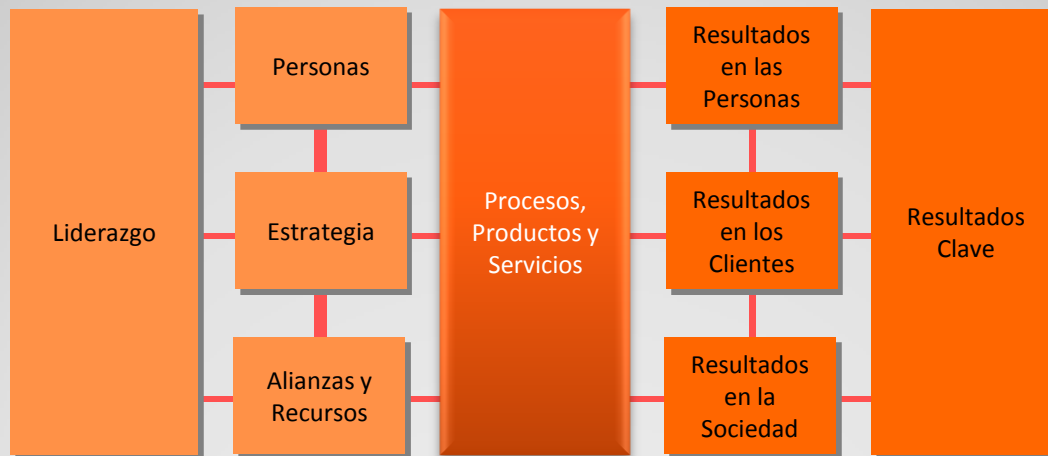 Liderazgo
Personas
Estrategia
Alianzas y
Recursos
Procesos,
Productos y
Servicios
Resultados
en las
Personas
Resultados
en los
Clientes
Resultados
en la
Sociedad
Resultados
Clave